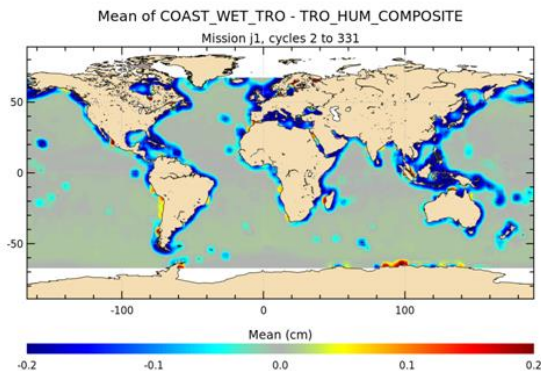 Mean of COAST_WET_TRO - TRO_HUM_COMPOSITE
Mission j1, cycles 2 to 331
50
0
-50
-100 0 100
Mean (cm)
-0.2 -0.1 0.0 0.1 0.2